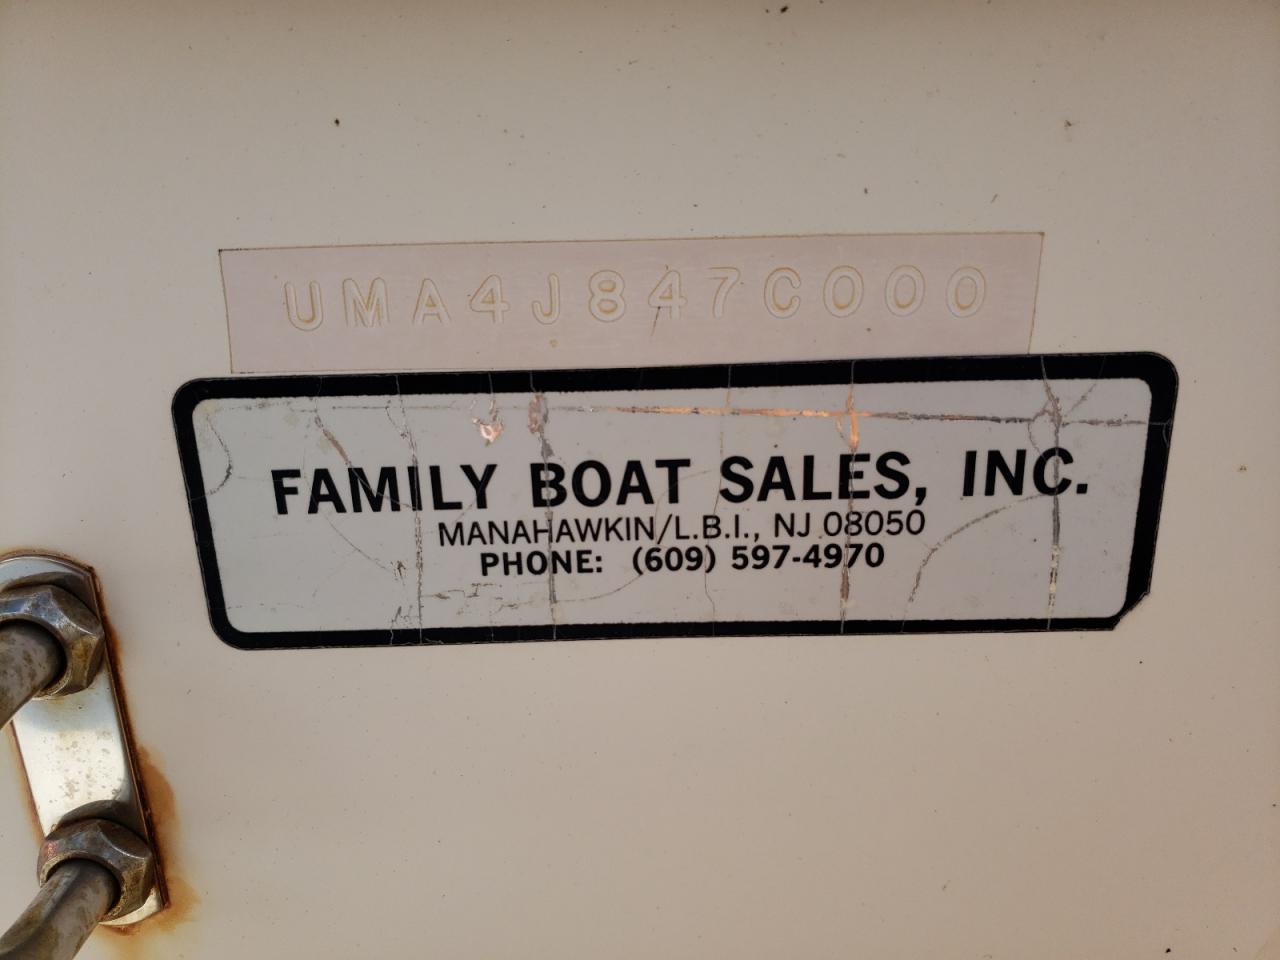 UMA4J847C000
FAMILY BOAT SALES, INC.
MANAHAWKIN/L.B.I., NJ 08050
PHONE: (609) 597-4970